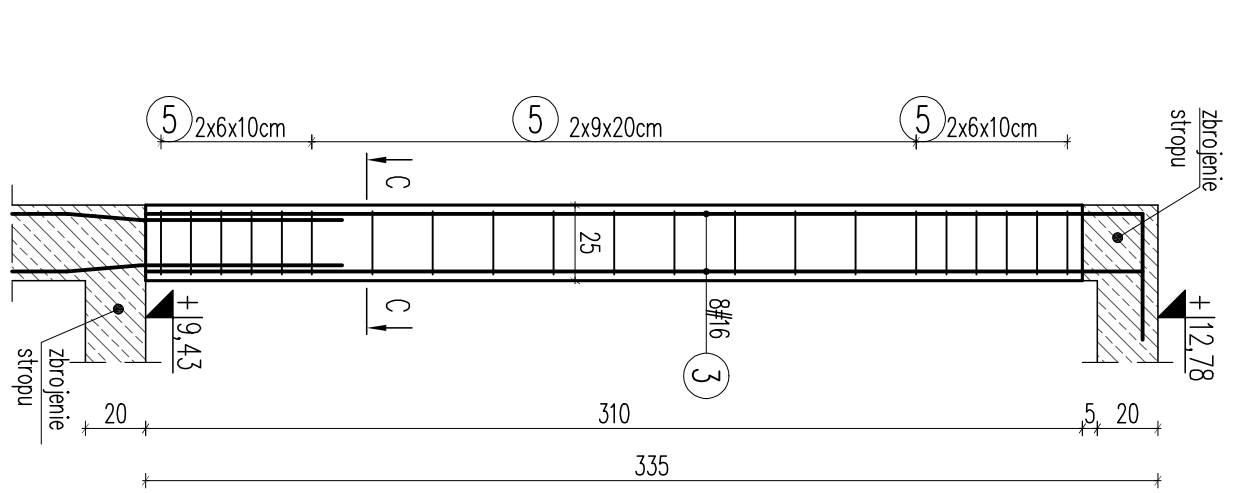 5 2x6x10cm
5 2x9x20cm
5 2x6x10cm
zbrojenie
stropu
C
25
C
8#16
3
+9,43
+12,78
zbrojenie
stropu
20
310
5
20
335